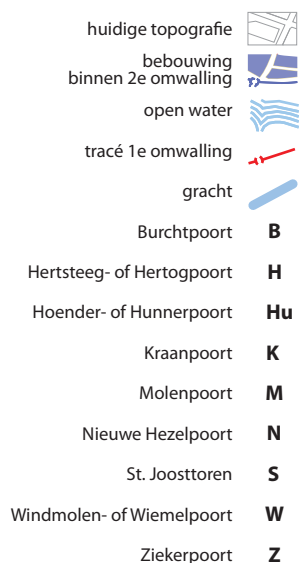 huidige topografie
bebouwing
binnen 2e omwalling
open water
tracé 1e omwalling
gracht
Burchtpoort B
Hertsteeg- of Hertogpoort H
Hoender- of Hunnerpoort Hu
Kraanpoort K
Molenpoort M
Nieuwe Hezelpoort N
St. Joosttoren S
Windmolen- of Wiemelpoort W
Ziekerpoort Z